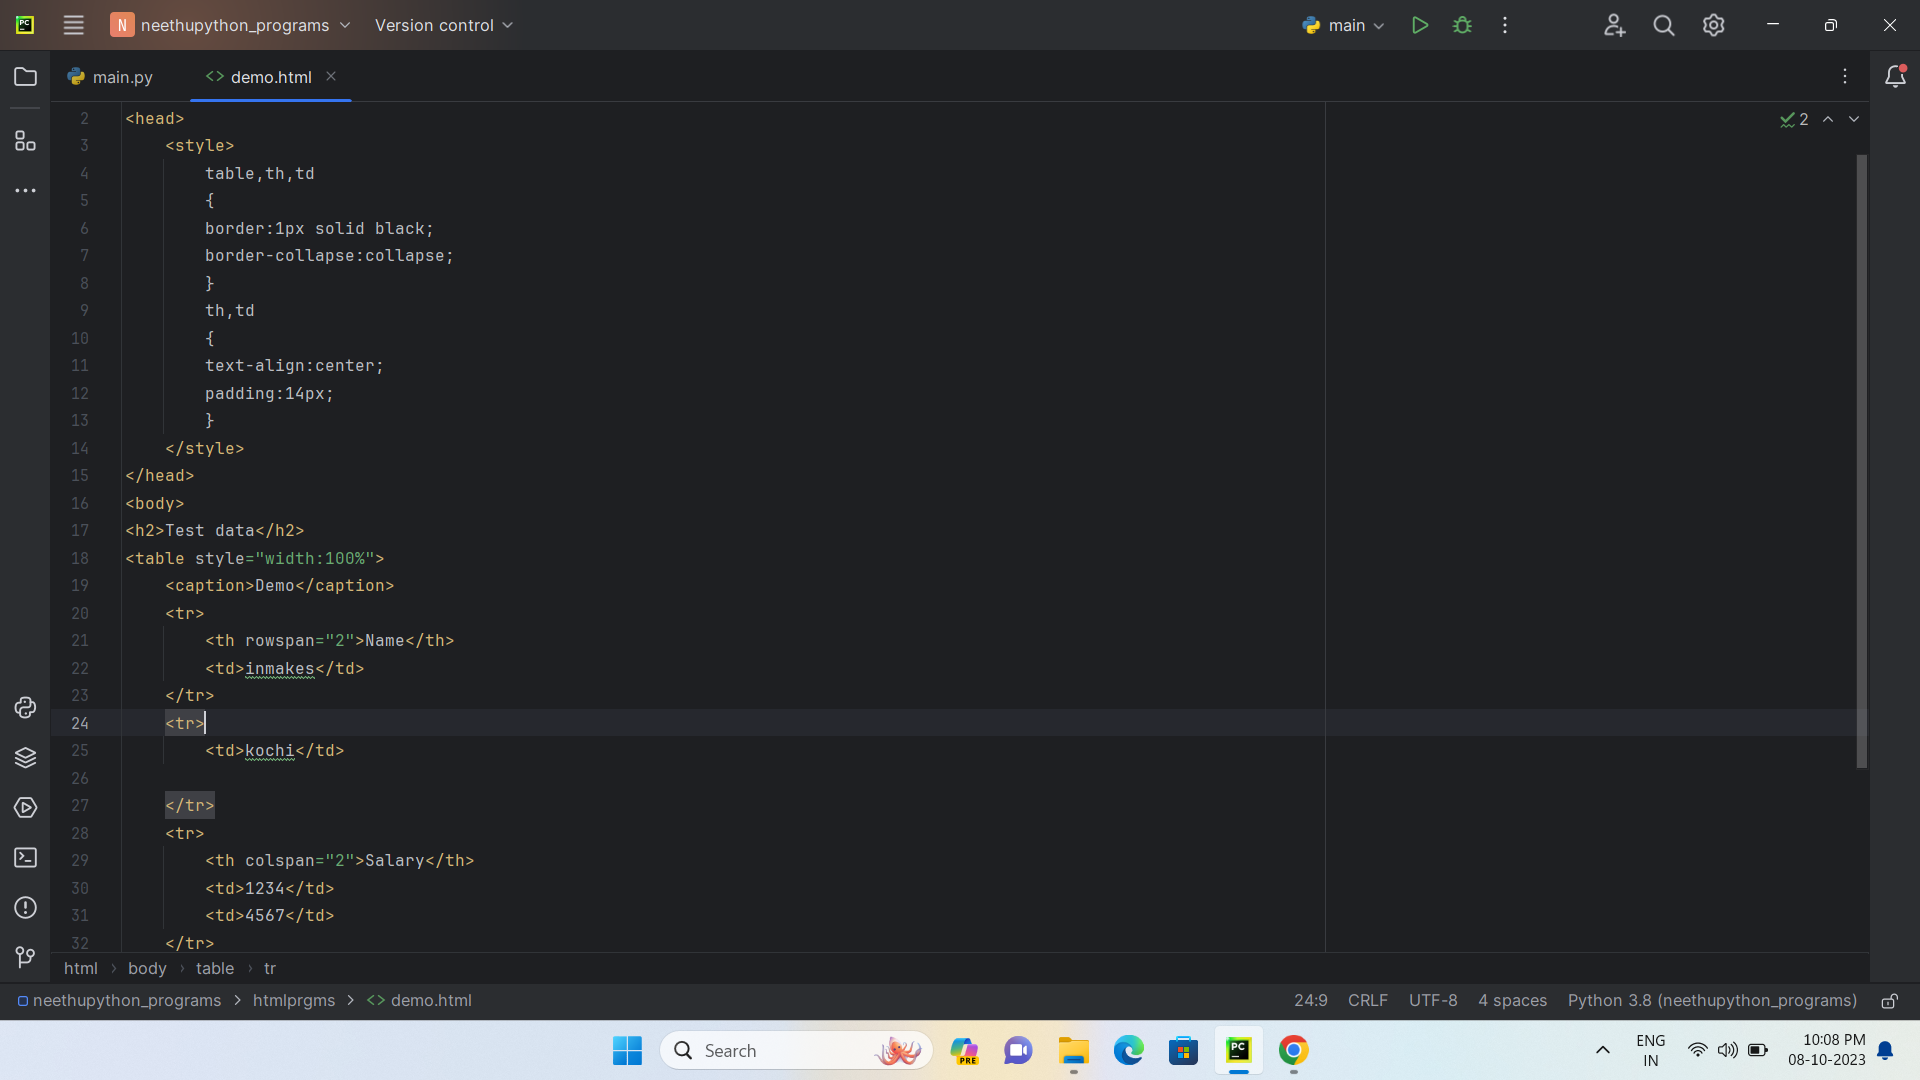 N neethupython_programs Version control main
main.py <> demo.html
2 <head>
3 <style>
4 table,th,td
5 {
6 border:1px solid black;
7 border-collapse:collapse;
8 }
9 th,td
10 {
11 text-align:center;
12 padding:14px;
13 }
14 </style>
15 </head>
16 <body>
17 <h2>Test data</h2>
18 <table style="width:100%">
19 <caption>Demo</caption>
20 <tr>
21 <th rowspan="2">Name</th>
22 <td>inmakes</td>
23 </tr>
24 <tr>
25 <td>kochi</td>
26
27 </tr>
28 <tr>
29 <th colspan="2">Salary</th>
30 <td>1234</td>
31 <td>4567</td>
32 </tr>
2
html > body > table > tr
neethupython_programs > htmlprgms > <> demo.html 24:9 CRLF UTF-8 4 spaces Python 3.8 (neethupython_programs)
Search PRE PC ENG IN 10:08 PM
08-10-2023